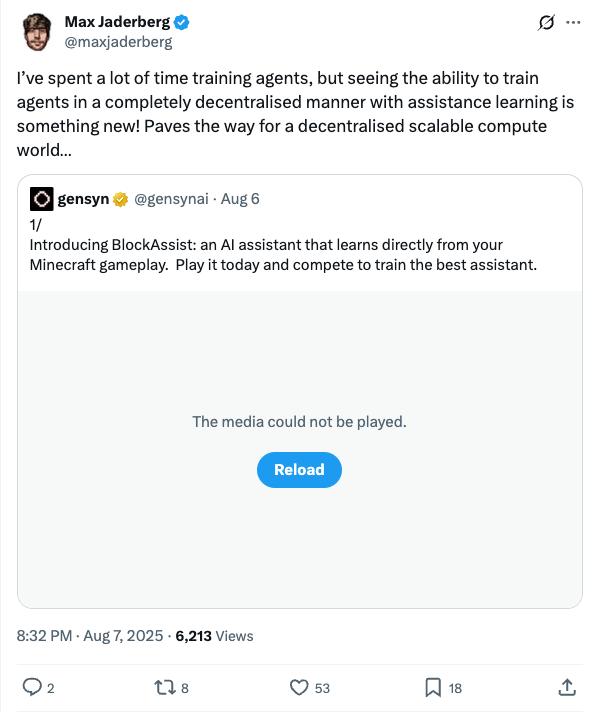 Max Jaderberg
@maxjaderberg
I’ve spent a lot of time training agents, but seeing the ability to train
agents in a completely decentralised manner with assistance learning is
something new! Paves the way for a decentralised scalable compute
world...
gensyn @gensynai · Aug 6
1/
Introducing BlockAssist: an AI assistant that learns directly from your
Minecraft gameplay.  Play it today and compete to train the best assistant.
The media could not be played.
Reload
8:32 PM · Aug 7, 2025 · 6,213 Views
2 8 53 18